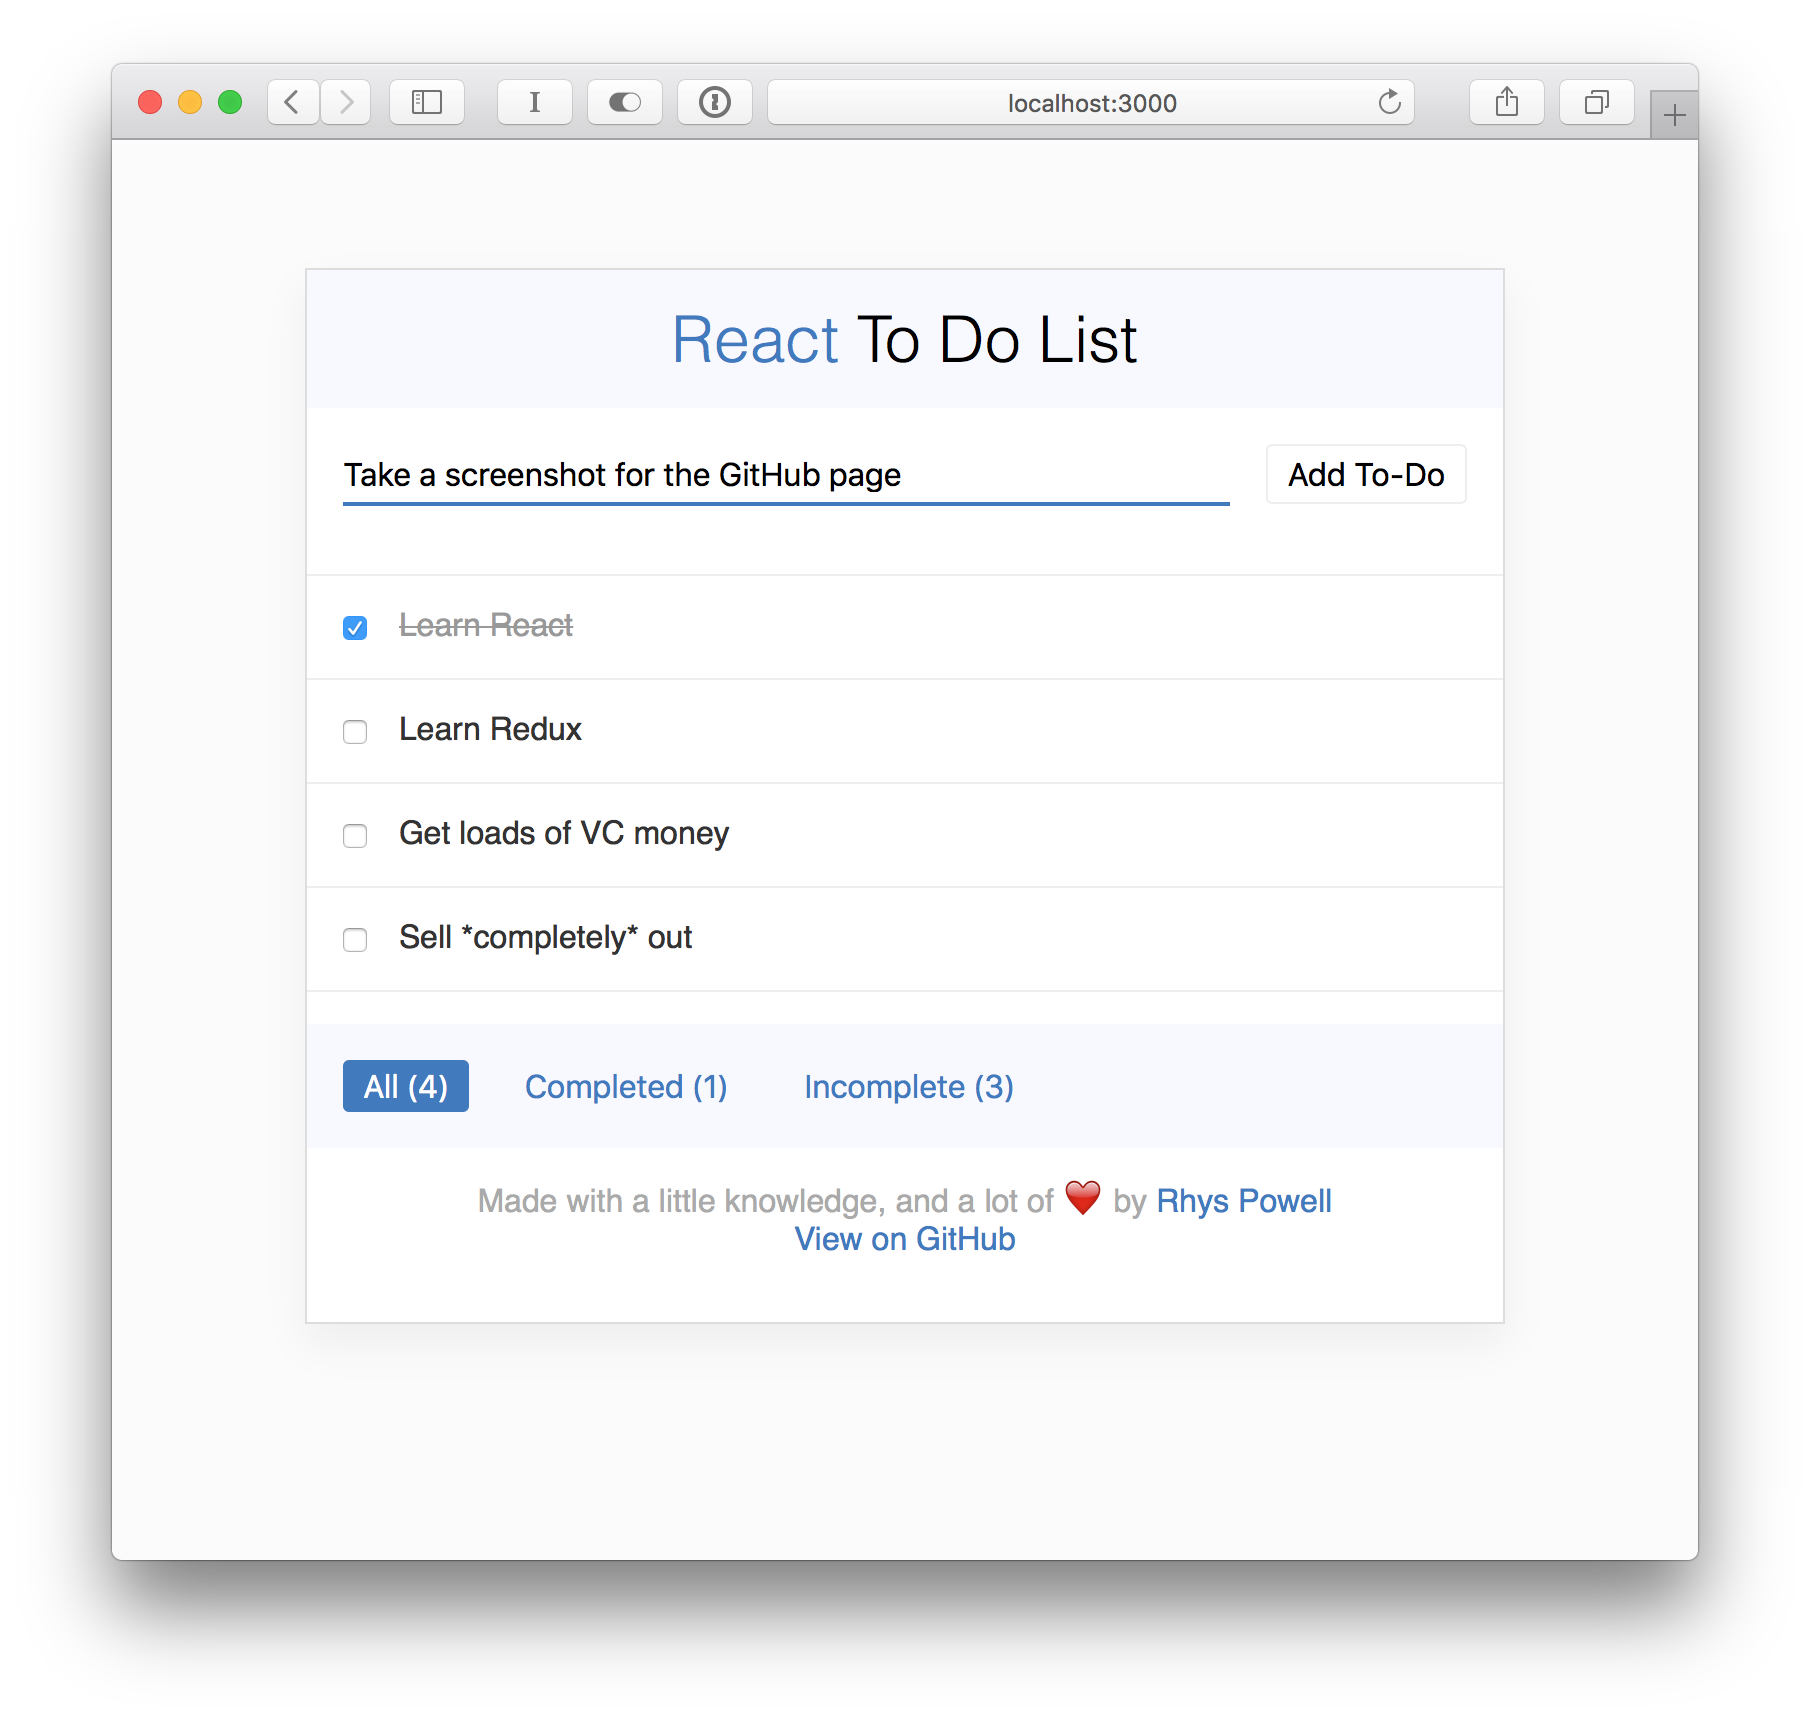 localhost:3000
React To Do List
Take a screenshot for the GitHub page
Add To-Do
Learn React
Learn Redux
Get loads of VC money
Sell *completely* out
All (4) Completed (1) Incomplete (3)
Made with a little knowledge, and a lot of ❤️ by Rhys Powell
View on GitHub